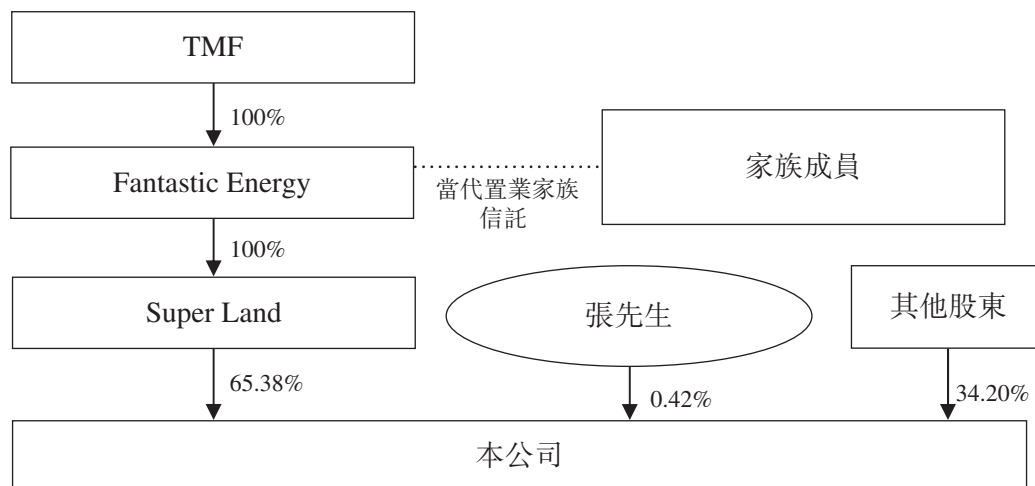 TMF
100%
Fantastic Energy
當代置業家族
信託
家族成員
100%
Super Land
張先生
其他股東
65.38%
0.42%
34.20%
本公司